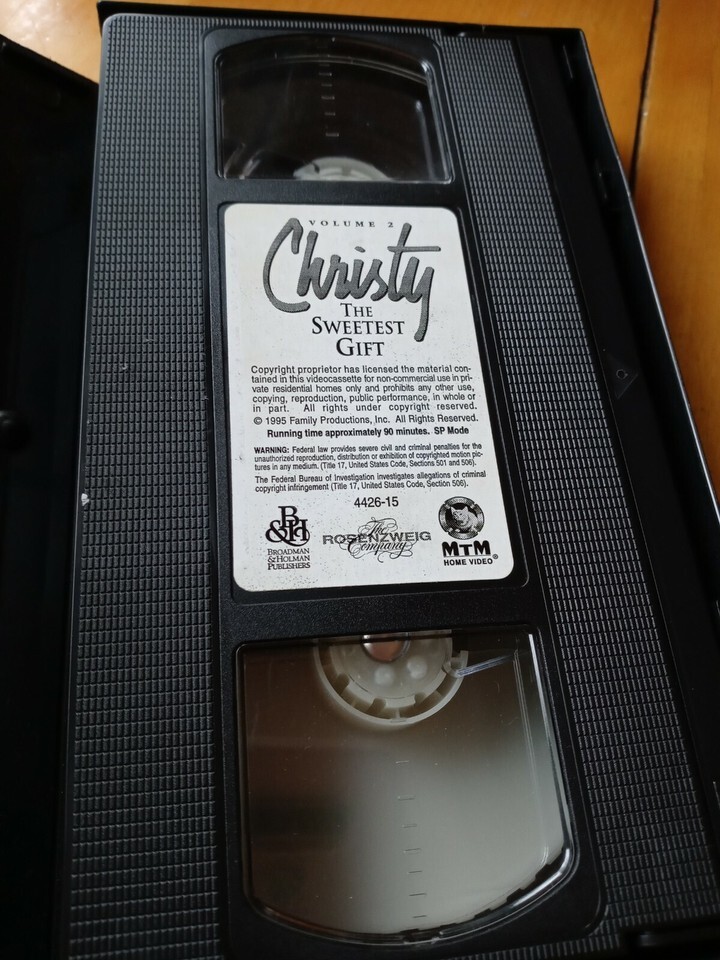 VOLUME 2
Christy
THE
SWEETEST
GIFT
Copyright proprietor has licensed the material con-
tained in this videocassette for non-commercial use in pri-
vate residential homes only and prohibits any other use,
copying, reproduction, public performance, in whole or
in part. All rights under copyright reserved.
© 1995 Family Productions, Inc. All Rights Reserved.
Running time approximately 90 minutes. SP Mode
WARNING: Federal law provides severe civil and criminal penalties for the
unauthorized reproduction, distribution or exhibition of copyrighted motion pic-
tures in any medium. (Title 17, United States Code, Sections 501 and 506).
The Federal Bureau of Investigation investigates allegations of criminal
copyright infringement (Title 17, United States Code, Section 506).
4426-15
B&H
BROADMAN
&HOLMAN
PUBLISHERS
The
ROSENZWEIG
Company
MTM
HOME VIDEO®